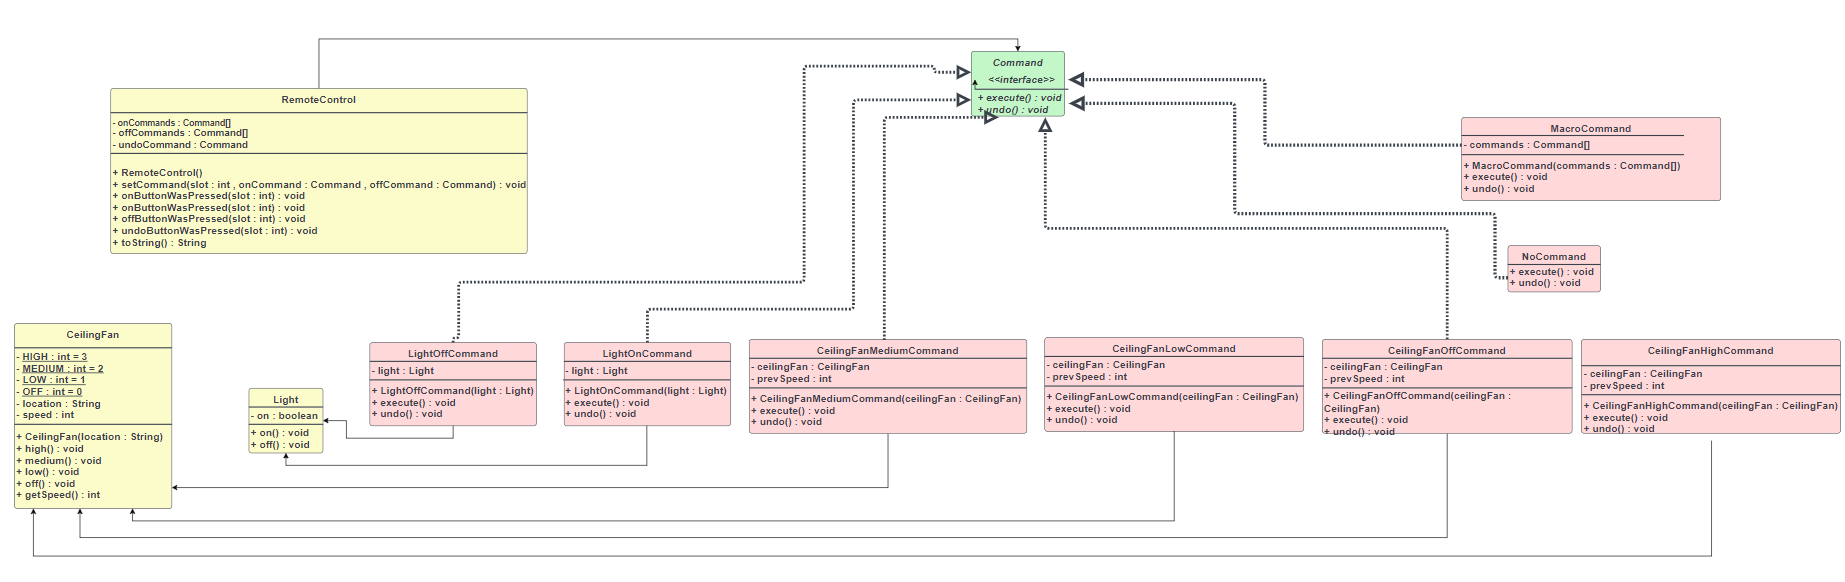 Command
<<interface>>
+ execute() : void
+ undo() : void
RemoteControl
- onCommands : Command[]
- offCommands : Command[]
- undoCommand : Command
+ RemoteControl()
+ setCommand(slot : int , onCommand : Command , offCommand : Command) : void
+ onButtonWasPressed(slot : int) : void
+ onButtonWasPressed(slot : int) : void
+ offButtonWasPressed(slot : int) : void
+ undoButtonWasPressed(slot : int) : void
+ toString() : String
MacroCommand
- commands : Command[]
+ MacroCommand(commands : Command[])
+ execute() : void
+ undo() : void
NoCommand
+ execute() : void
+ undo() : void
CeilingFan
- HIGH : int = 3
- MEDIUM : int = 2
- LOW : int = 1
- OFF : int = 0
- location : String
- speed : int
+ CeilingFan(location : String)
+ high() : void
+ medium() : void
+ low() : void
+ off() : void
+ getSpeed() : int
Light
- on : boolean
+ on() : void
+ off() : void
LightOffCommand
- light : Light
+ LightOffCommand(light : Light)
+ execute() : void
+ undo() : void
LightOnCommand
- light : Light
+ LightOnCommand(light : Light)
+ execute() : void
+ undo() : void
CeilingFanMediumCommand
- ceilingFan : CeilingFan
- prevSpeed : int
+ CeilingFanMediumCommand(ceilingFan : CeilingFan)
+ execute() : void
+ undo() : void
CeilingFanLowCommand
- ceilingFan : CeilingFan
- prevSpeed : int
+ CeilingFanLowCommand(ceilingFan : CeilingFan)
+ execute() : void
+ undo() : void
CeilingFanOffCommand
- ceilingFan : CeilingFan
- prevSpeed : int
+ CeilingFanOffCommand(ceilingFan :
CeilingFan)
+ execute() : void
+ undo() : void
CeilingFanHighCommand
- ceilingFan : CeilingFan
- prevSpeed : int
+ CeilingFanHighCommand(ceilingFan : CeilingFan)
+ execute() : void
+ undo() : void